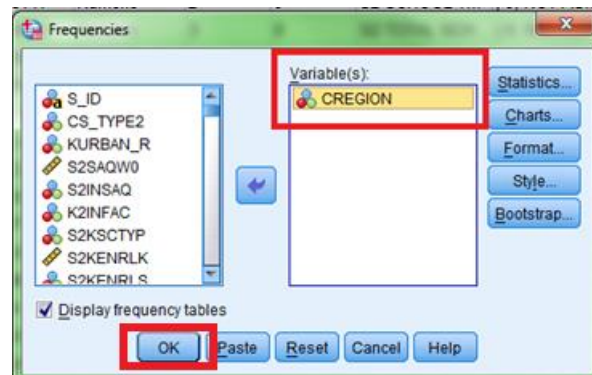 Frequencies
Variable(s):
S_ID
CS_TYPE2
KURBAN_R
S2SAQW0
S2INSAQ
K2INFAC
S2KSCTYP
S2KENRLK
S2KENRLS
CREGION
Statistics...
Charts...
Format...
Style...
Bootstrap...
Display frequency tables
OK Paste Reset Cancel Help